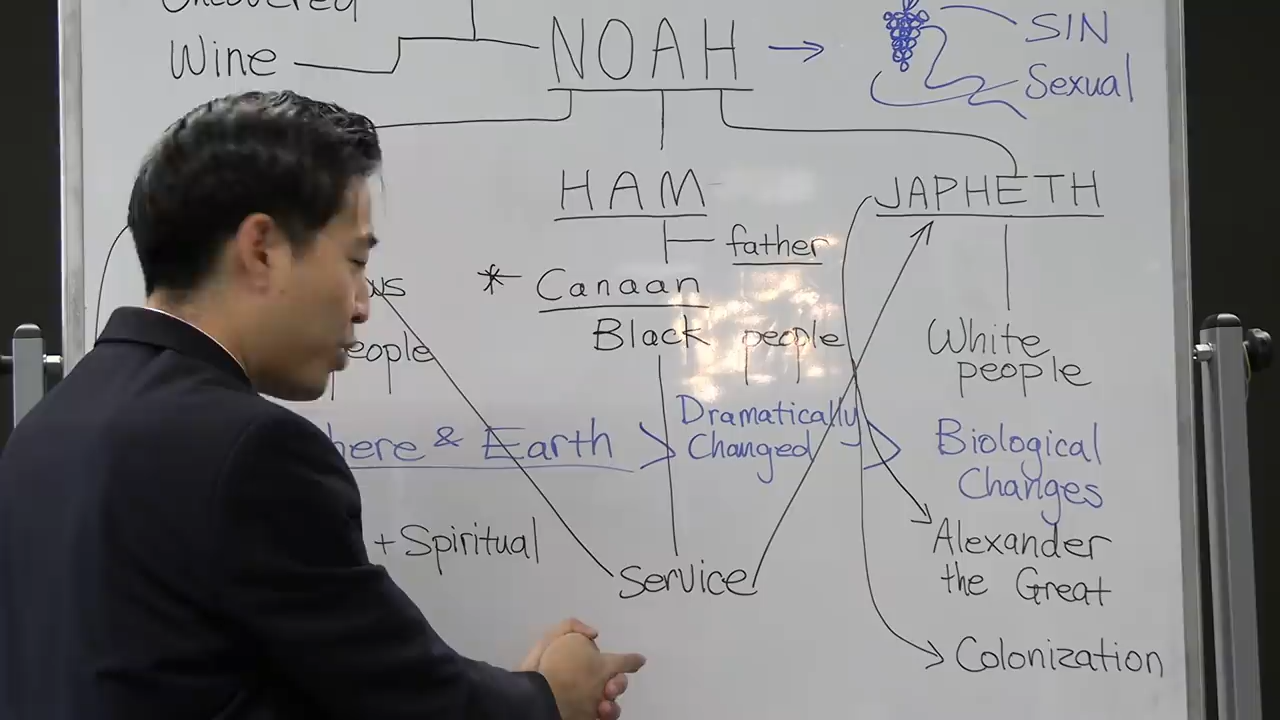 Uncovered
Wine
NOAH
SIN
Sexual
HAM
JAPHETH
father
* Canaan
Black people
White
people
Dramatically
Changed
& Earth
Biological
Changes
+ Spiritual
Service
Alexander
the Great
Colonization